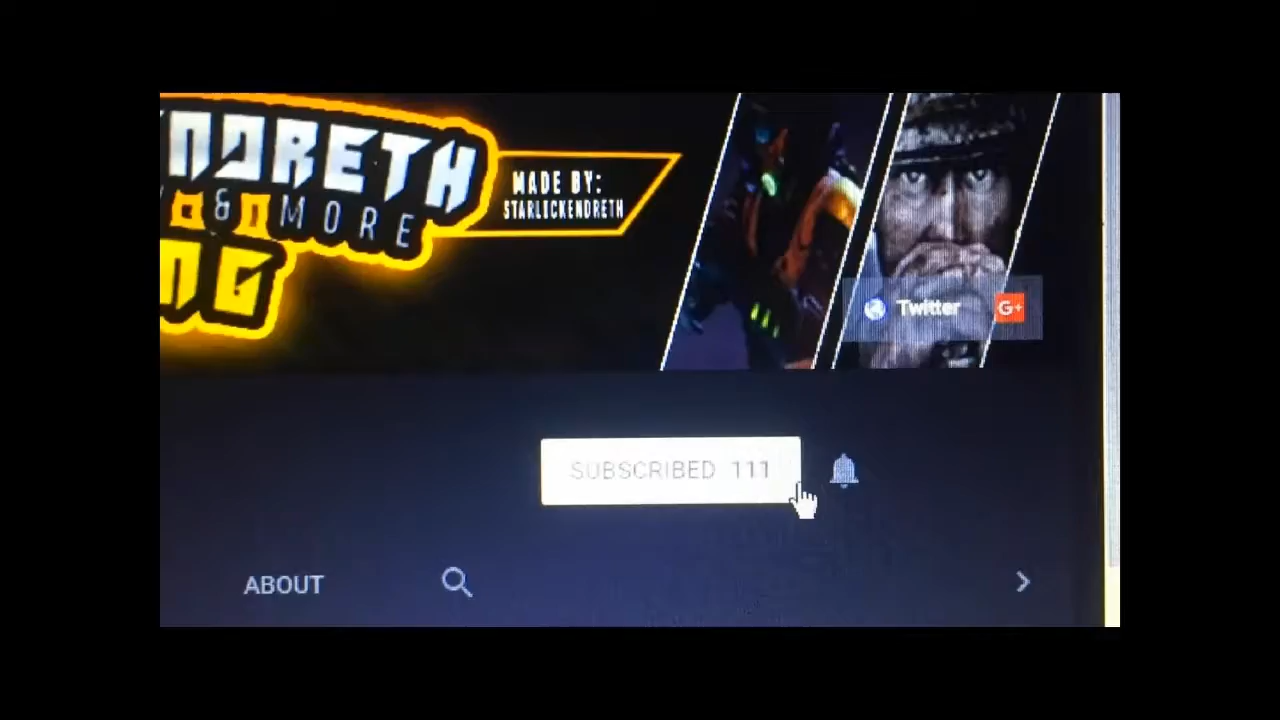 NDRETH
& MORE
NG
MADE BY:
STARLICKENDRETH
Twitter
G+
SUBSCRIBED 111
ABOUT